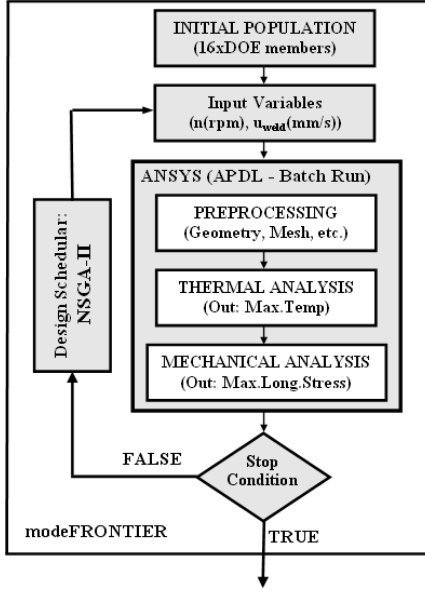 INITIAL POPULATION
(16xDOE members)
Input Variables
(n(rpm), uweld(mm/s))
ANSYS (APDL - Batch Run)
PREPROCESSING
(Geometry, Mesh, etc.)
THERMAL ANALYSIS
(Out: Max.Temp)
MECHANICAL ANALYSIS
(Out: Max.Long.Stress)
Design Schedular:
NSGA-II
FALSE
Stop
Condition
modeFRONTIER
TRUE